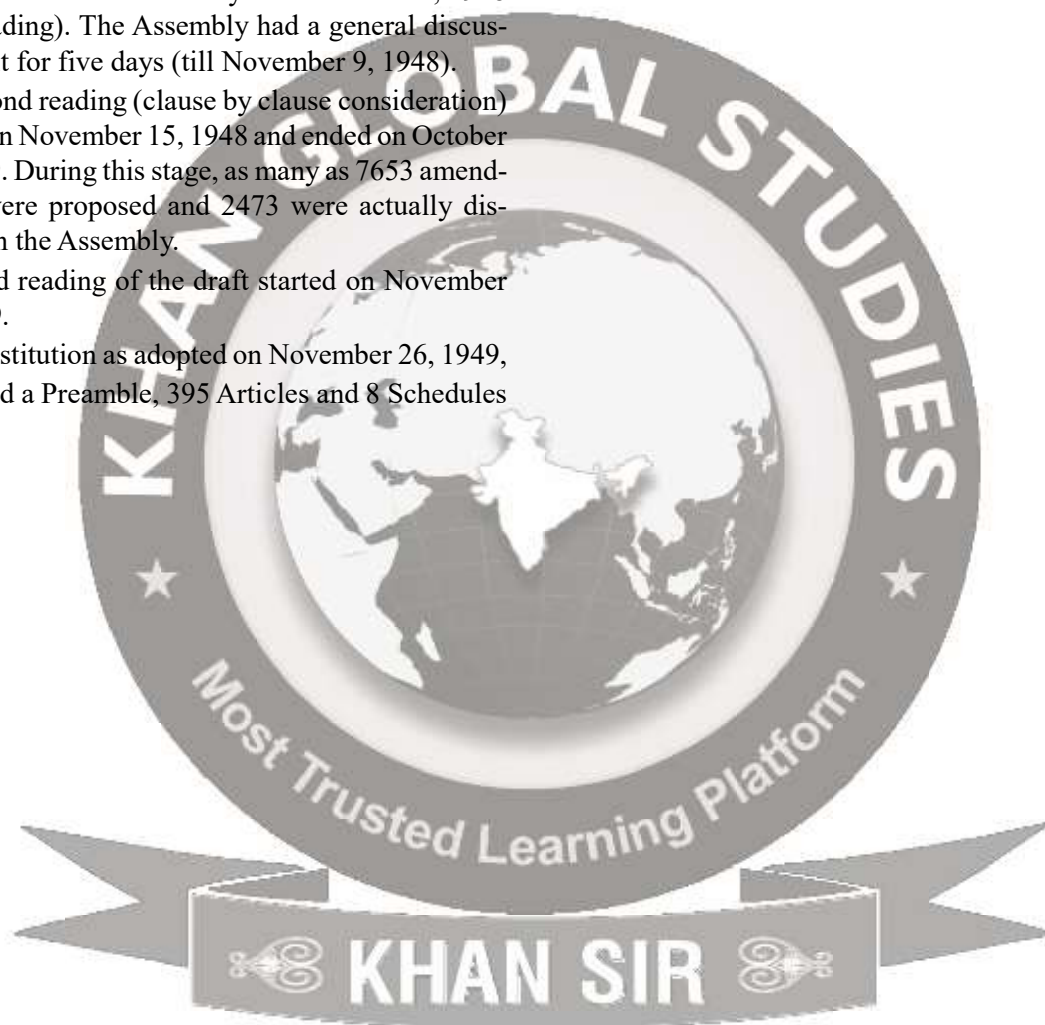 ding). The Assembly had a general discus-
t for five days (till November 9, 1948).
ond reading (clause by clause consideration)
n November 15, 1948 and ended on October
. During this stage, as many as 7653 amend-
ere proposed and 2473 were actually dis-
n the Assembly.
d reading of the draft started on November
.
stitution as adopted on November 26, 1949,
d a Preamble, 395 Articles and 8 Schedules
KHAN GLOBAL STUDIES
Most Trusted Learning Platform
KHAN SIR